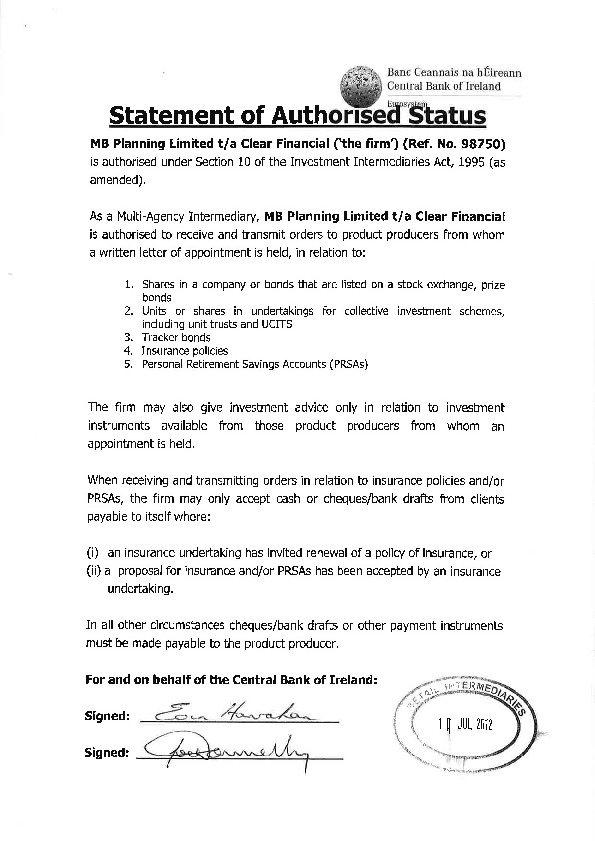 Banc Ceannais na hÉireann
Central Bank of Ireland
Eurosystem
Statement of Authorised Status
MB Planning Limited t/a Clear Financial ('the firm') (Ref. No. 98750)
is authorised under Section 10 of the Investment Intermediaries Act, 1995 (as
amended).
As a Multi-Agency Intermediary, MB Planning Limited t/a Clear Financial
is authorised to receive and transmit orders to product producers from whom
a written letter of appointment is held, in relation to:
1. Shares in a company or bonds that are listed on a stock exchange, prize
bonds
2. Units or shares in undertakings for collective investment schemes,
including unit trusts and UCITS
3. Tracker bonds
4. Insurance policies
5. Personal Retirement Savings Accounts (PRSAs)
The firm may also give investment advice only in relation to investment
instruments available from those product producers from whom an
appointment is held.
When receiving and transmitting orders in relation to insurance policies and/or
PRSAs, the firm may only accept cash or cheques/bank drafts from clients
payable to itself where:
(i) an insurance undertaking has invited renewal of a policy of insurance, or
(ii) a proposal for insurance and/or PRSAs has been accepted by an insurance
undertaking.
In all other circumstances cheques/bank drafts or other payment instruments
must be made payable to the product producer.
For and on behalf of the Central Bank of Ireland:
Signed:
Signed:
RETAIL INTERMEDIARIES
JUL 2012